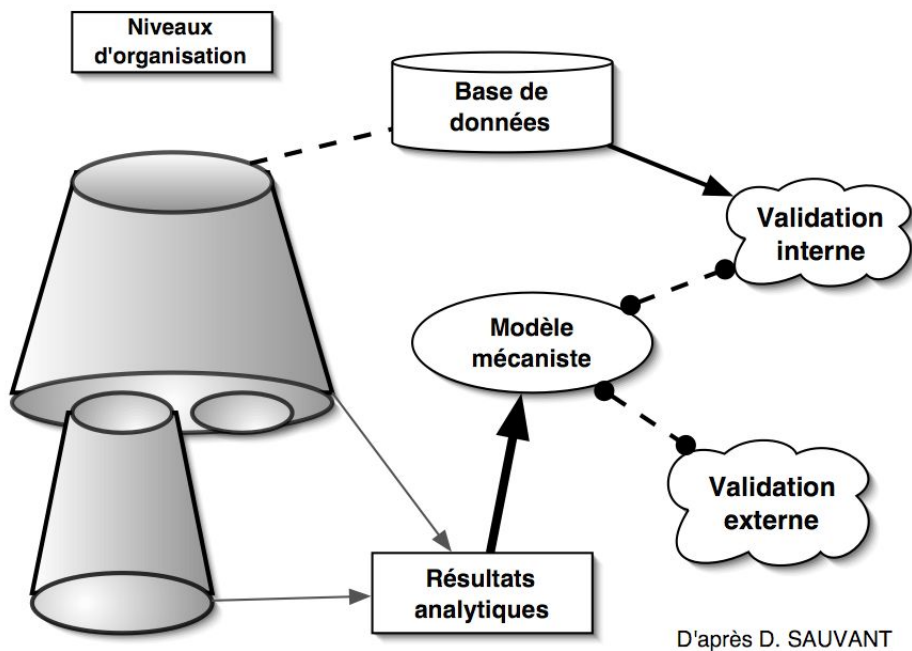 Niveaux
d'organisation
Base de
données
Validation
interne
Modèle
mécaniste
Validation
externe
Résultats
analytiques
D'après D. SAUVANT